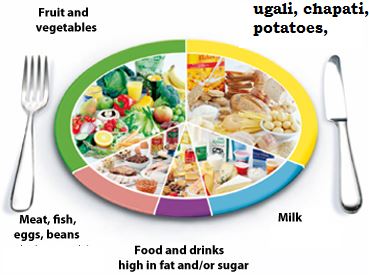 Fruit and
vegetables
ugali, chapati,
potatoes,
Meat, fish,
eggs, beans
Milk
Food and drinks
high in fat and/or sugar